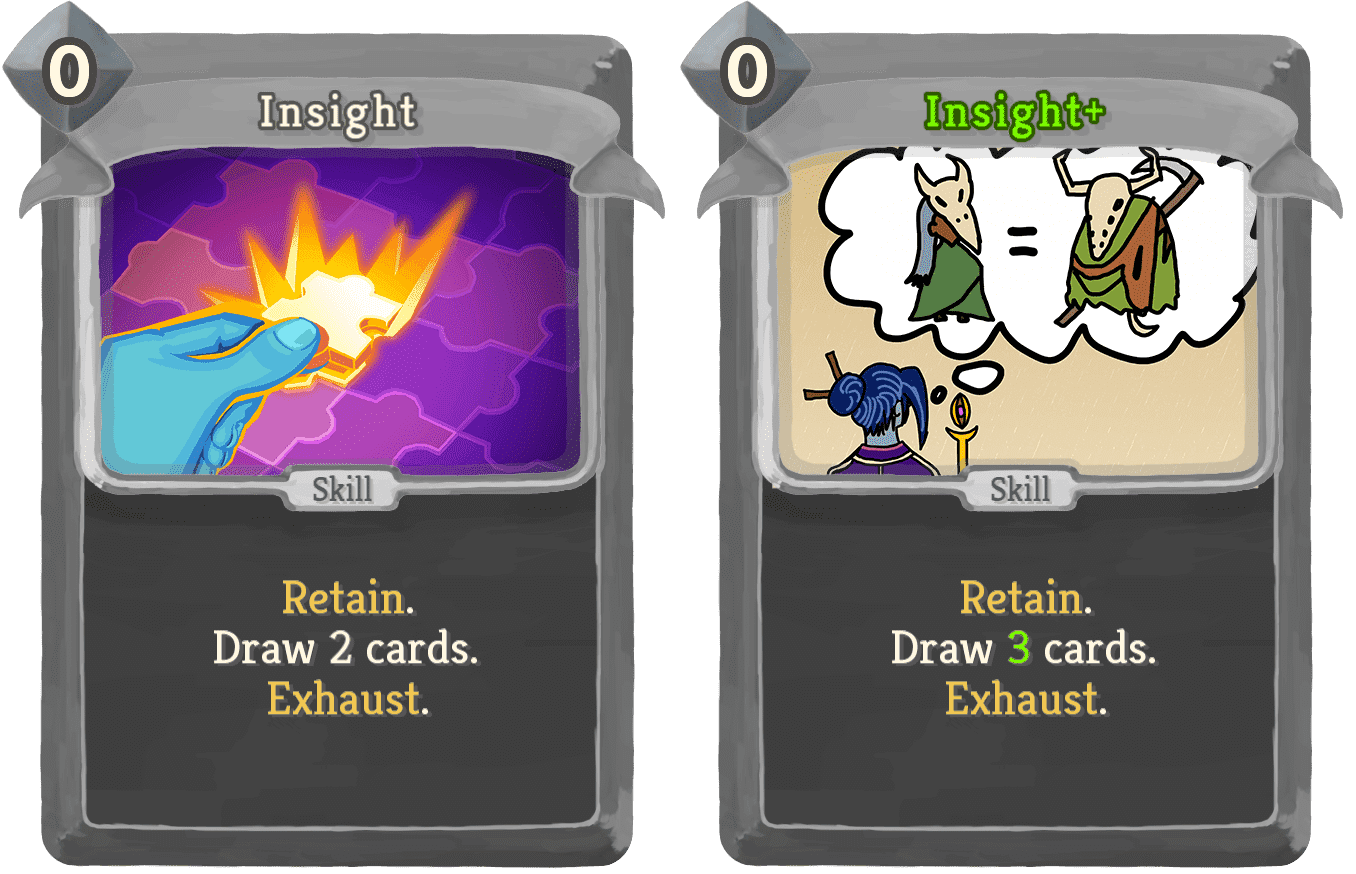 0
Insight
Skill
Retain.
Draw 2 cards.
Exhaust.
0
Insight+
=
Skill
Retain.
Draw 3 cards.
Exhaust.